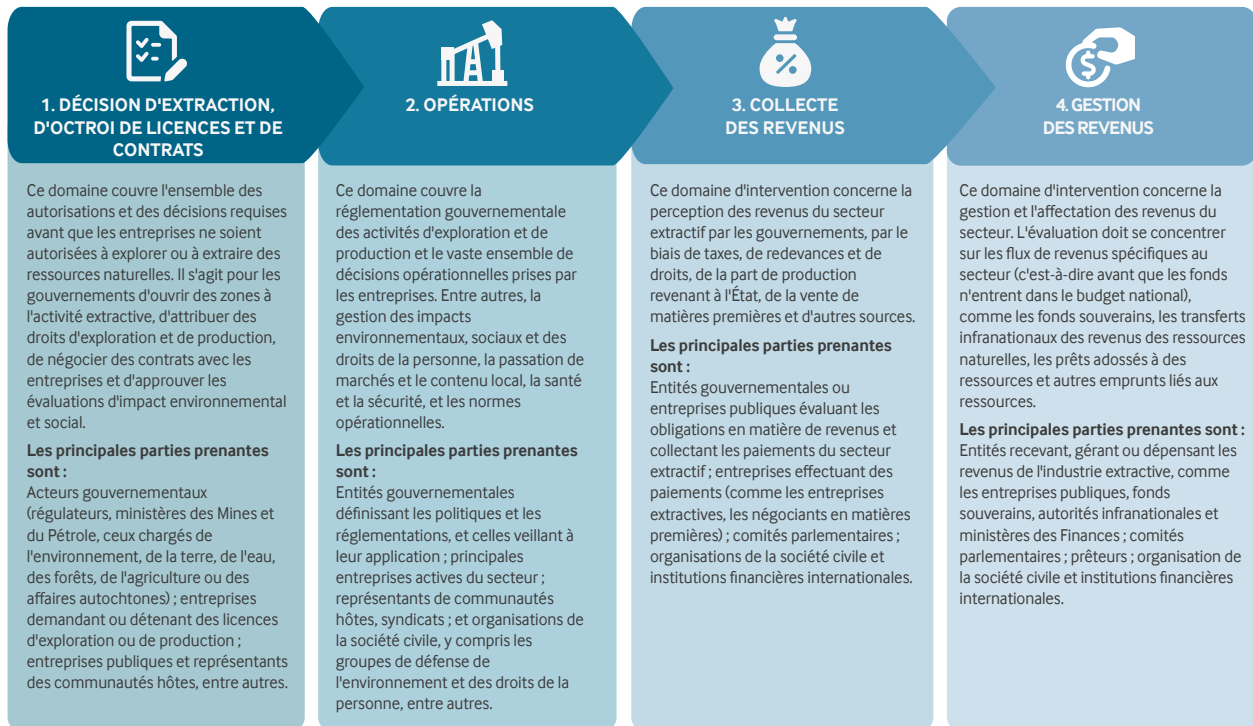 1. DÉCISION D'EXTRACTION,
D'OCTROI DE LICENCES ET DE
CONTRATS
Ce domaine couvre l'ensemble des
autorisations et des décisions requises
avant que les entreprises ne soient
autorisées à explorer ou à extraire des
ressources naturelles. Il s'agit pour les
gouvernements d'ouvrir des zones à
l'activité extractive, d'attribuer des
droits d'exploration et de production,
de négocier des contrats avec les
entreprises et d'approuver les
évaluations d'impact environnemental
et social.
Les principales parties prenantes
sont :
Acteurs gouvernementaux
(régulateurs, ministères des Mines et
du Pétrole, ceux chargés de
l'environnement, de la terre, de l'eau,
des forêts, de l'agriculture ou des
affaires autochtones) ; entreprises
demandant ou détenant des licences
d'exploration ou de production ;
entreprises publiques et représentants
des communautés hôtes, entre autres.
2. OPÉRATIONS
Ce domaine couvre la
réglementation gouvernementale
des activités d'exploration et de
production et le vaste ensemble de
décisions opérationnelles prises par
les entreprises. Entre autres, la
gestion des impacts
environnementaux, sociaux et des
droits de la personne, la passation de
marchés et le contenu local, la santé
et la sécurité, et les normes
opérationnelles.
Les principales parties prenantes
sont :
Entités gouvernementales
définissant les politiques et les
réglementations, et celles veillant à
leur application ; principales
entreprises actives du secteur ;
représentants de communautés
hôtes, syndicats ; et organisations de
la société civile, y compris les
groupes de défense de
l'environnement et des droits de la
personne, entre autres.
%
3. COLLECTE
DES REVENUS
Ce domaine d'intervention concerne la
perception des revenus du secteur
extractif par les gouvernements, par le
biais de taxes, de redevances et de
droits, de la part de production
revenant à l'État, de la vente de
matières premières et d'autres sources.
Les principales parties prenantes
sont :
Entités gouvernementales ou
entreprises publiques évaluant les
obligations en matière de revenus et
collectant les paiements du secteur
extractif ; entreprises effectuant des
paiements (comme les entreprises
extractives, les négociants en matières
premières) ; comités parlementaires ;
organisations de la société civile et
institutions financières internationales.
$
4. GESTION
DES REVENUS
Ce domaine d'intervention concerne la
gestion et l'affectation des revenus du
secteur. L'évaluation doit se concentrer
sur les flux de revenus spécifiques au
secteur (c'est-à-dire avant que les fonds
n'entrent dans le budget national),
comme les fonds souverains, les transferts
infranationaux des revenus des ressources
naturelles, les prêts adossés à des
ressources et autres emprunts liés aux
ressources.
Les principales parties prenantes sont :
Entités recevant, gérant ou dépensant les
revenus de l'industrie extractive, comme
les entreprises publiques, fonds
souverains, autorités infranationales et
ministères des Finances ; comités
parlementaires ; prêteurs ; organisation de
la société civile et institutions financières
internationales.